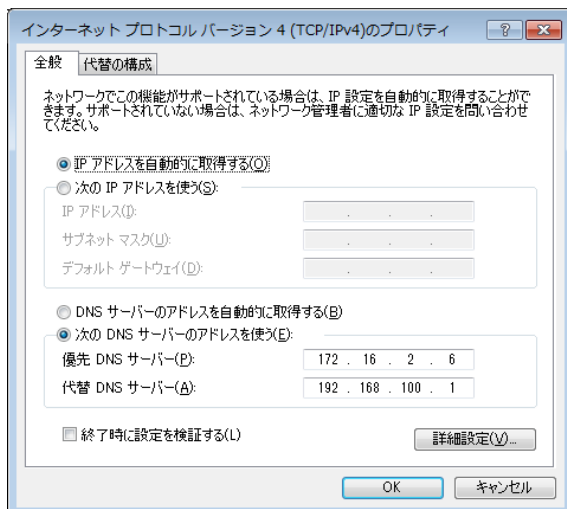 インターネット プロトコル バージョン 4 (TCP/IPv4)のプロパティ
全般
代替の構成
ネットワークでこの機能がサポートされている場合は、IP 設定を自動的に取得することがで
きます。サポートされていない場合は、ネットワーク管理者に適切な IP 設定を問い合わせ
てください。
IP アドレスを自動的に取得する(O)
次の IP アドレスを使う(S):
IP アドレス(I):
サブネット マスク(U):
デフォルト ゲートウェイ(D):
DNS サーバーのアドレスを自動的に取得する(B)
次の DNS サーバーのアドレスを使う(E):
優先 DNS サーバー(P): 172 . 16 . 2 . 6
代替 DNS サーバー(A): 192 . 168 . 100 . 1
終了時に設定を検証する(L)
詳細設定(V)...
OK
キャンセル